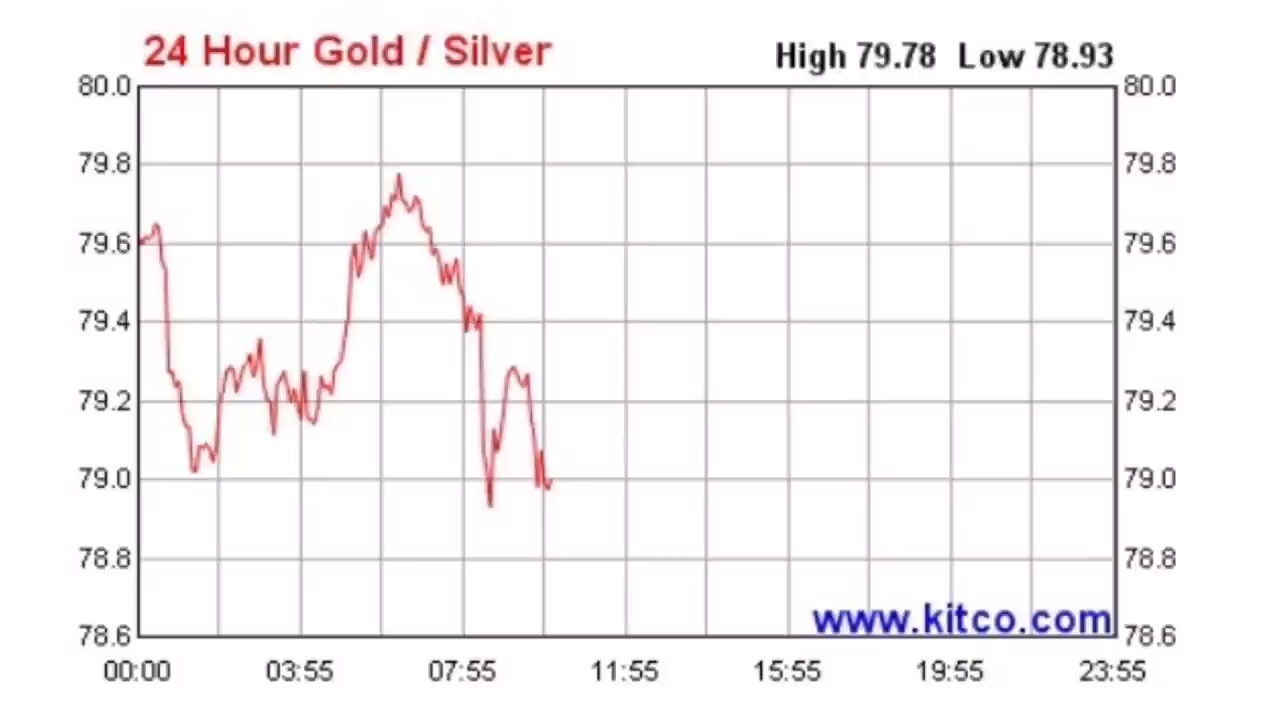 24 Hour Gold / Silver High 79.78 Low 78.93
80.0 80.0
79.8 79.8
79.6 79.6
79.4 79.4
79.2 79.2
79.0 79.0
78.8 78.8
www.kitco.com
78.6 78.6
00:00 03:55 07:55 11:55 15:55 19:55 23:55